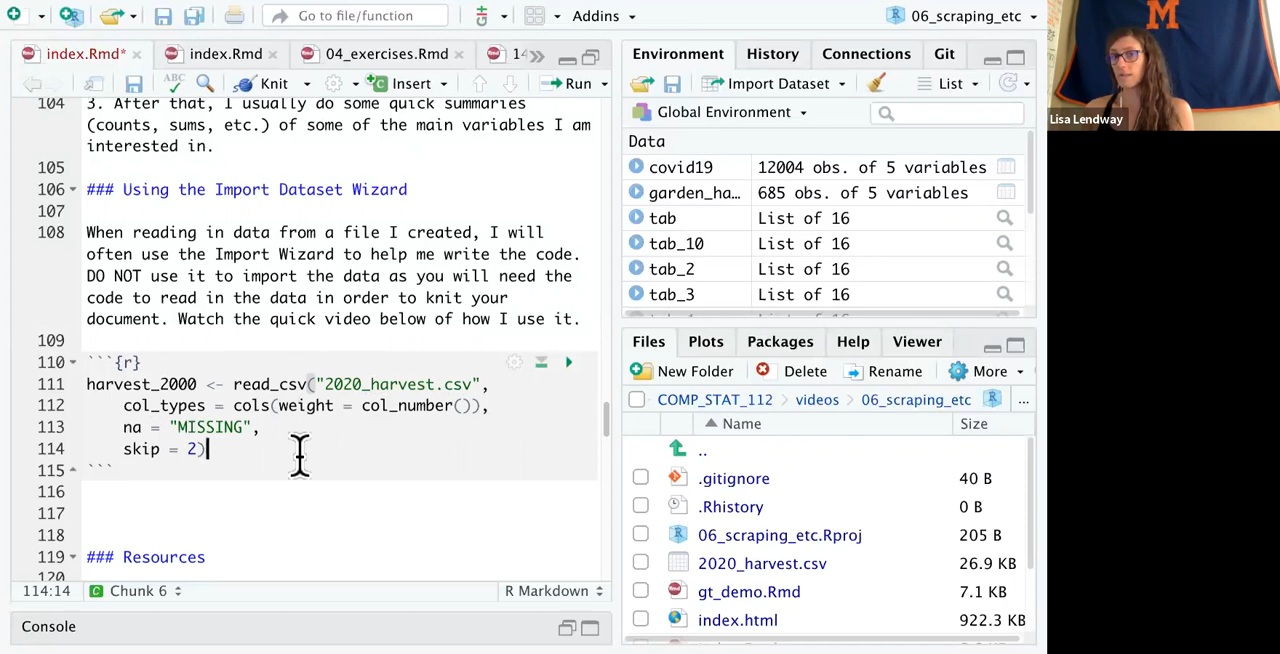 Go to file/function
Addins
06_scraping_etc
index.Rmd*
index.Rmd
04_exercises.Rmd
14
ABC
Knit
Insert
Run
104
3. After that, I usually do some quick summaries
(counts, sums, etc.) of some of the main variables I am
interested in.
105
106 ### Using the Import Dataset Wizard
107
108 When reading in data from a file I created, I will
often use the Import Wizard to help me write the code.
DO NOT use it to import the data as you will need the
code to read in the data in order to knit your
document. Watch the quick video below of how I use it.
109
110 ```{r}
111 harvest_2000 <- read_csv("2020_harvest.csv",
112 col_types = cols(weight = col_number()),
113 na = "MISSING",
114 skip = 2)
115 ```
116
117
118
119 ### Resources
120
114:14 C Chunk 6 R Markdown
Console
Environment History Connections Git
Import Dataset List
Global Environment
Data
covid19 12004 obs. of 5 variables
garden_ha… 685 obs. of 5 variables
tab List of 16
tab_10 List of 16
tab_2 List of 16
tab_3 List of 16
Files Plots Packages Help Viewer
New Folder Delete Rename More
COMP_STAT_112 videos 06_scraping_etc ...
Name Size
..
.gitignore 40 B
.Rhistory 0 B
06_scraping_etc.Rproj 205 B
2020_harvest.csv 26.9 KB
gt_demo.Rmd 7.1 KB
index.html 922.3 KB
M
Lisa Lendway